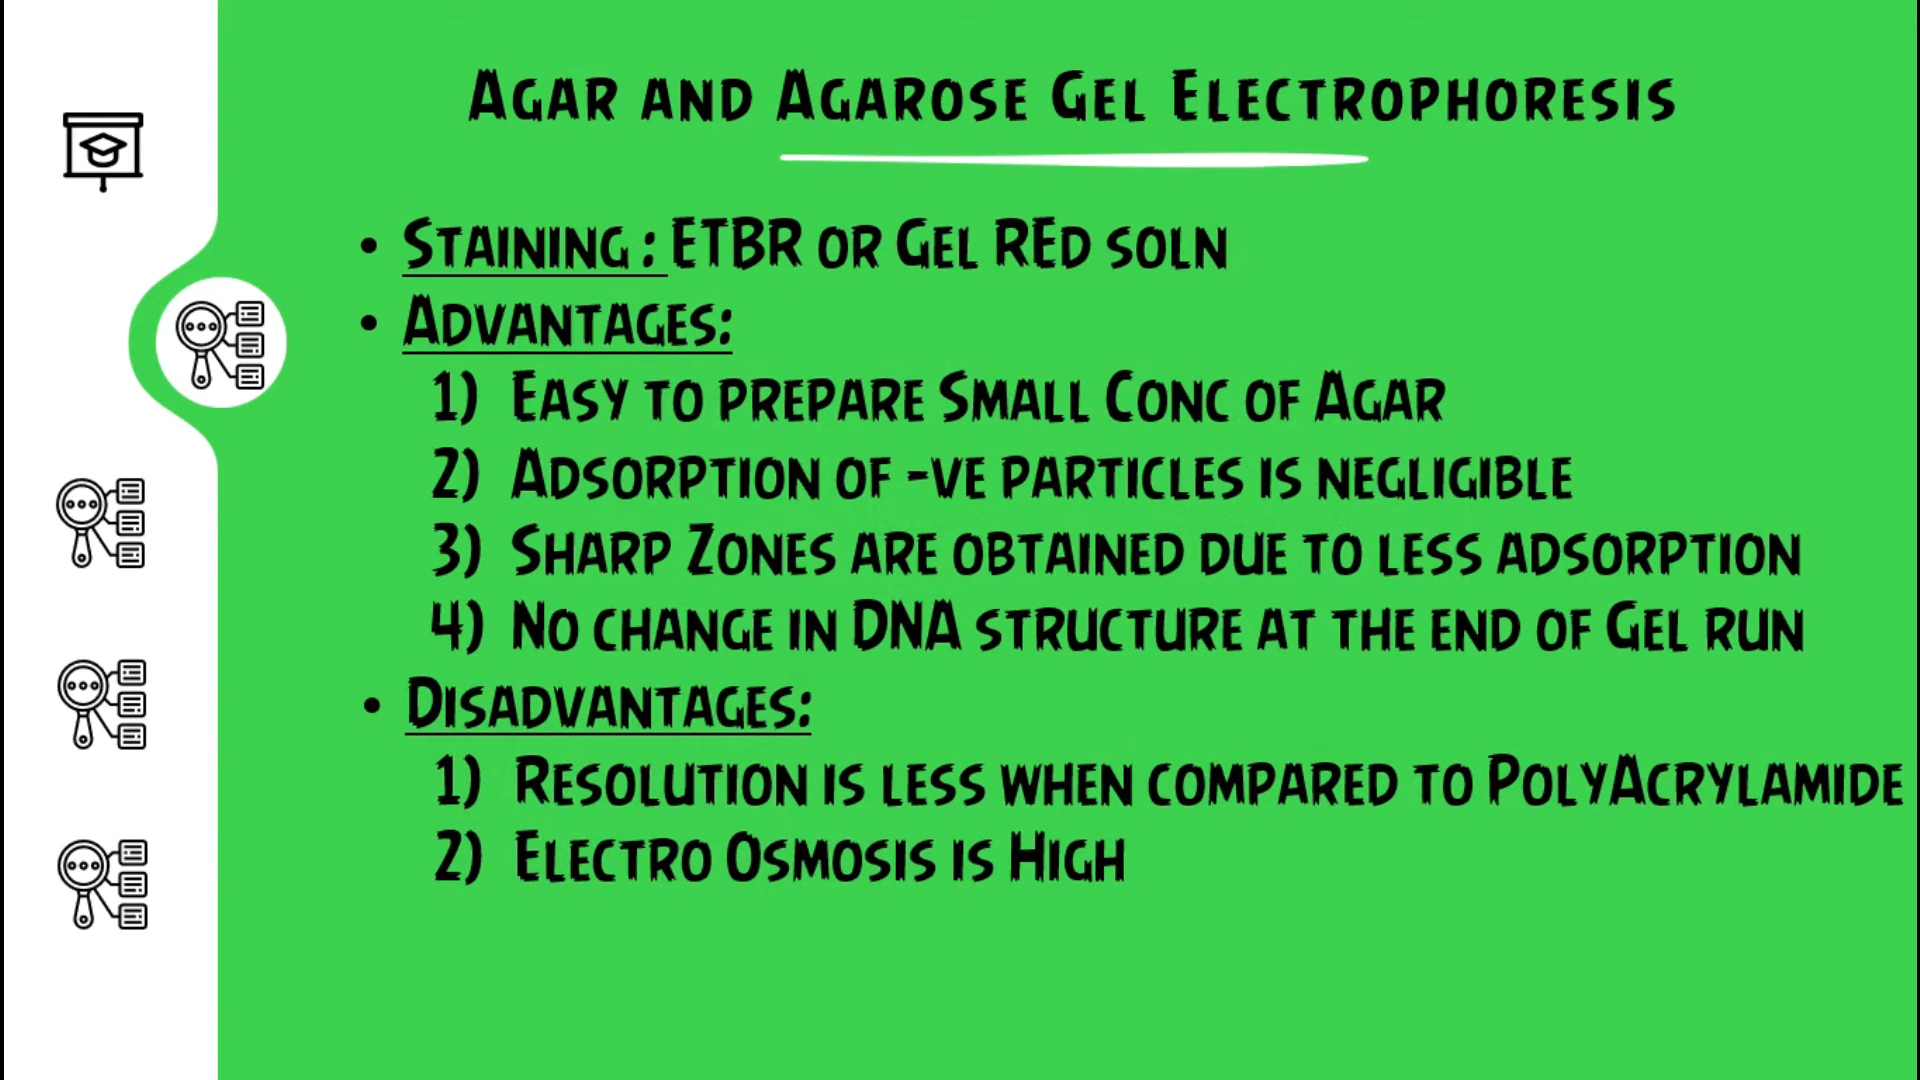 Agar and Agarose Gel Electrophoresis
• Staining : ETBR or Gel REd soln
• Advantages:
1) Easy to prepare Small Conc of Agar
2) Adsorption of -ve particles is negligible
3) Sharp Zones are obtained due to less adsorption
4) No change in DNA structure at the end of Gel run
• Disadvantages:
1) Resolution is less when compared to PolyAcrylamide
2) Electro Osmosis is High